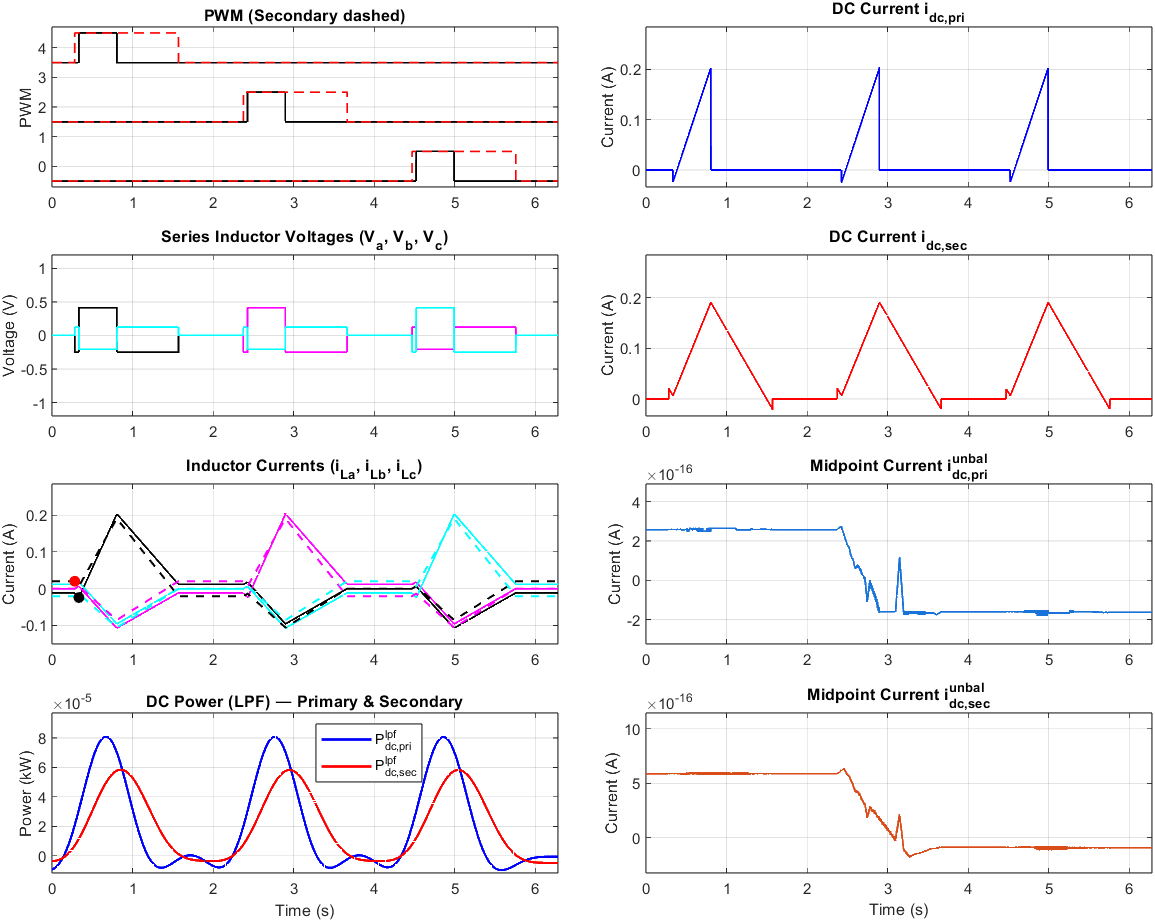 PWM (Secondary dashed)
PWM
4
3
2
1
0
0 1 2 3 4 5 6
DC Current i_dc,pri
Current (A)
0.2
0.1
0
0 1 2 3 4 5 6
Series Inductor Voltages (V_a, V_b, V_c)
Voltage (V)
1
0.5
0
-0.5
-1
0 1 2 3 4 5 6
DC Current i_dc,sec
Current (A)
0.2
0.1
0
0 1 2 3 4 5 6
Inductor Currents (i_La, i_Lb, i_Lc)
Current (A)
0.2
0.1
0
-0.1
0 1 2 3 4 5 6
Midpoint Current i_dc,pri^unbal
×10^-16
Current (A)
4
2
0
-2
0 1 2 3 4 5 6
DC Power (LPF) — Primary & Secondary
×10^-5
Power (kW)
8
6
4
2
0
P_dc,pri^lpf
P_dc,sec^lpf
0 1 2 3 4 5 6
Time (s)
Midpoint Current i_dc,sec^unbal
×10^-16
Current (A)
10
5
0
0 1 2 3 4 5 6
Time (s)